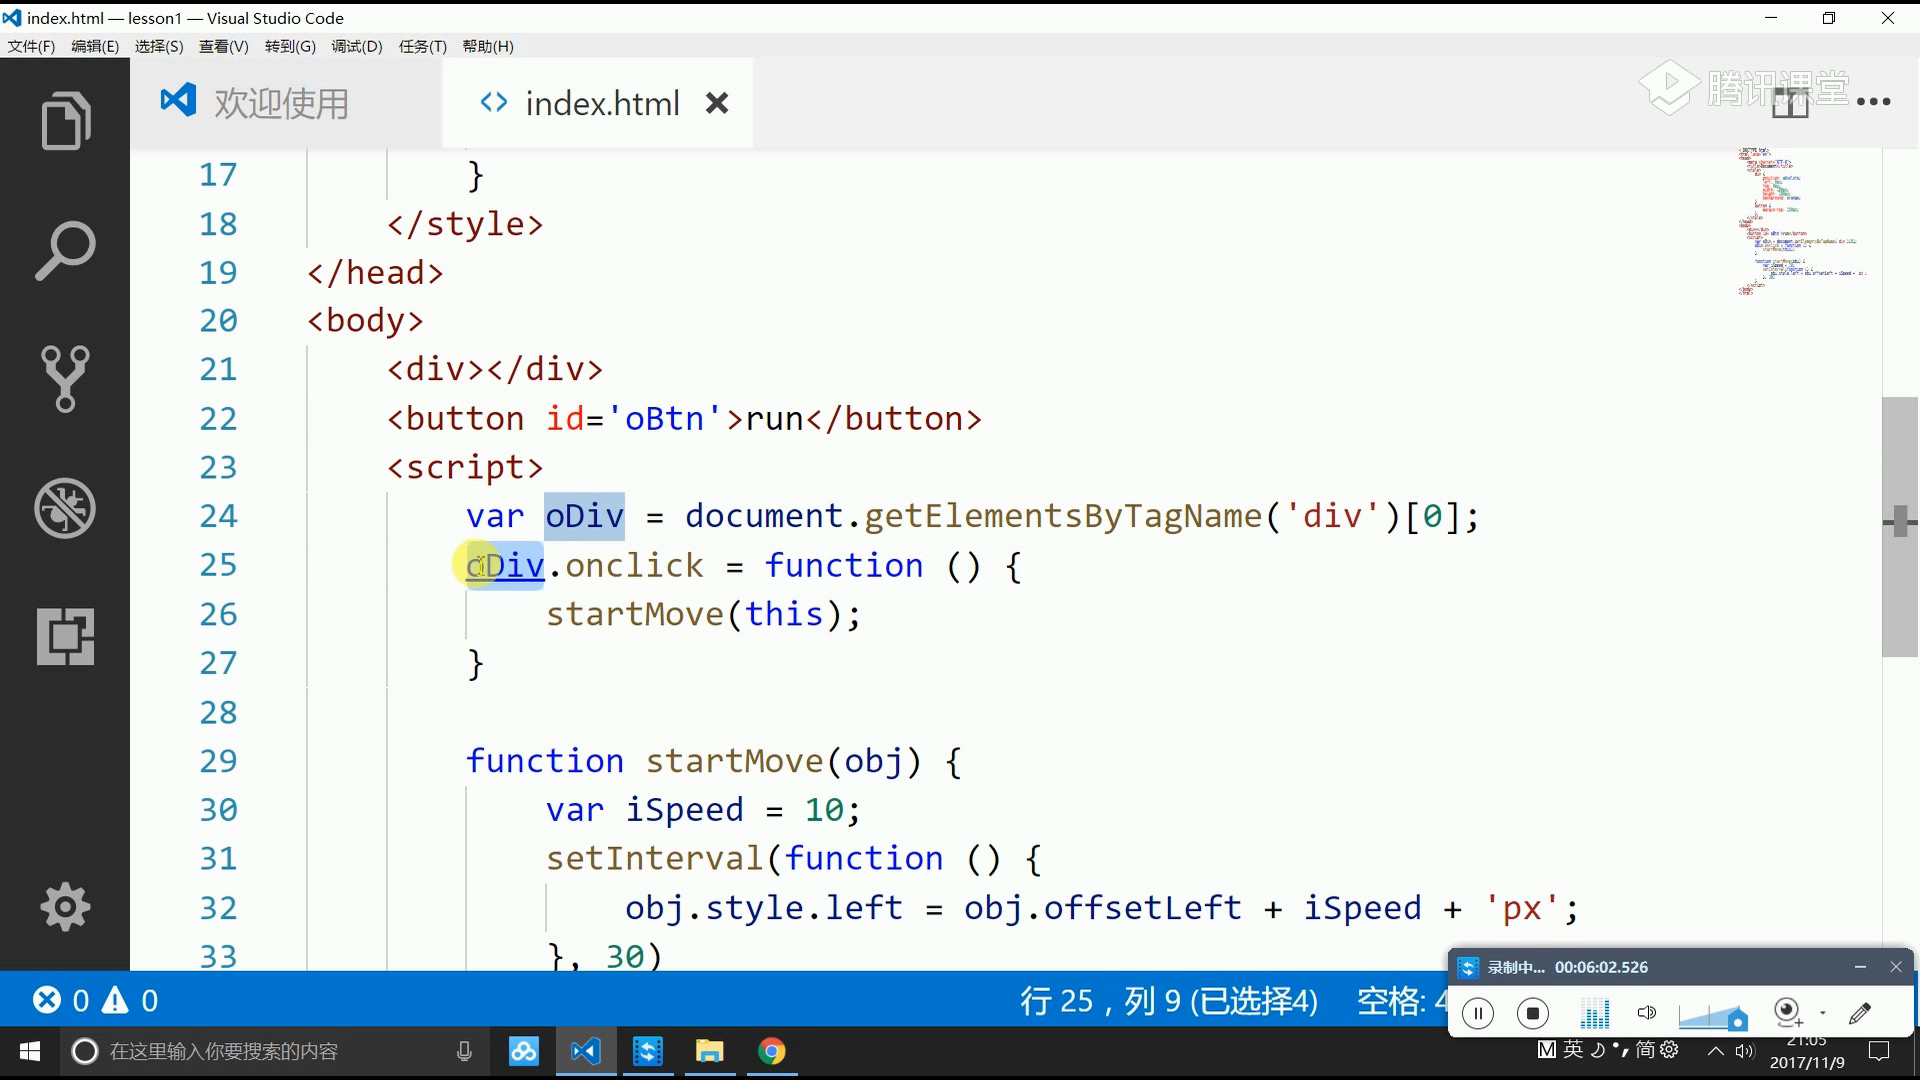 index.html — lesson1 — Visual Studio Code
文件(F) 编辑(E) 选择(S) 查看(V) 转到(G) 调试(D) 任务(T) 帮助(H)
欢迎使用 index.html
腾讯课堂
17 }
18 </style>
19 </head>
20 <body>
21 <div></div>
22 <button id='oBtn'>run</button>
23 <script>
24 var oDiv = document.getElementsByTagName('div')[0];
25 oDiv.onclick = function () {
26 startMove(this);
27 }
28
29 function startMove(obj) {
30 var iSpeed = 10;
31 setInterval(function () {
32 obj.style.left = obj.offsetLeft + iSpeed + 'px';
33 }, 30)
录制中... 00:06:02.526
0 0 行 25，列 9 (已选择4) 空格: 4
在这里输入你要搜索的内容
M 英 简
21:05
2017/11/9